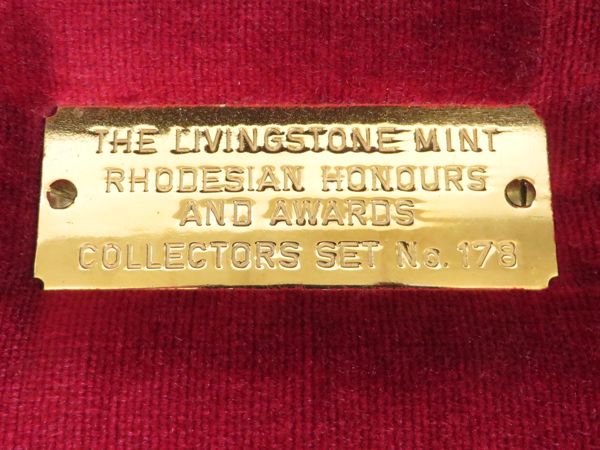 THE LIVINGSTONE MINT
RHODESIAN HONOURS
AND AWARDS
COLLECTORS SET No. 178